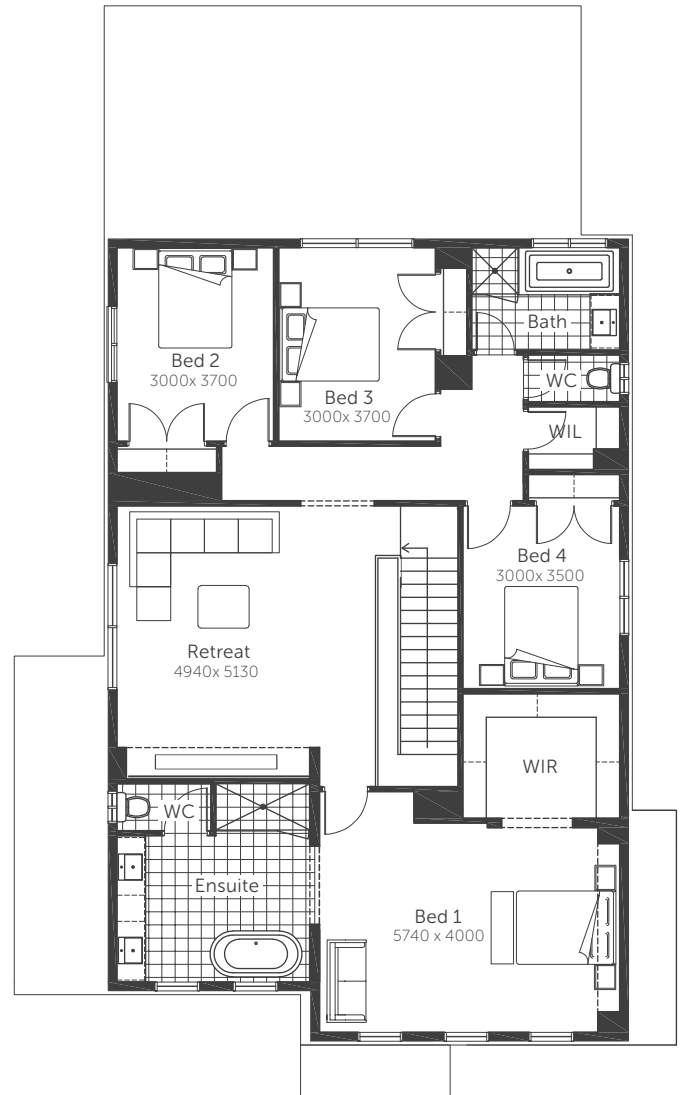 Bath
Bed 2
3000x 3700
Bed 3
3000x 3700
WC
WIL
Bed 4
3000x 3500
Retreat
4940x 5130
WIR
WC
Ensuite
Bed 1
5740 x 4000